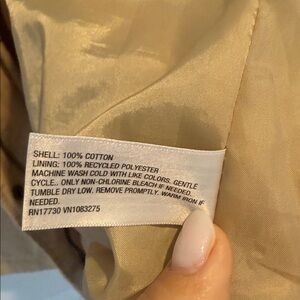 SHELL: 100% COTTON
LINING: 100% RECYCLED POLYESTER
MACHINE WASH COLD WITH LIKE COLORS. GENTLE
CYCLE.. ONLY NON-CHLORINE BLEACH IF NEEDED.
TUMBLE DRY LOW. REMOVE PROMPTLY. WARM IRON IF
NEEDED.
RN17730 VN1083275